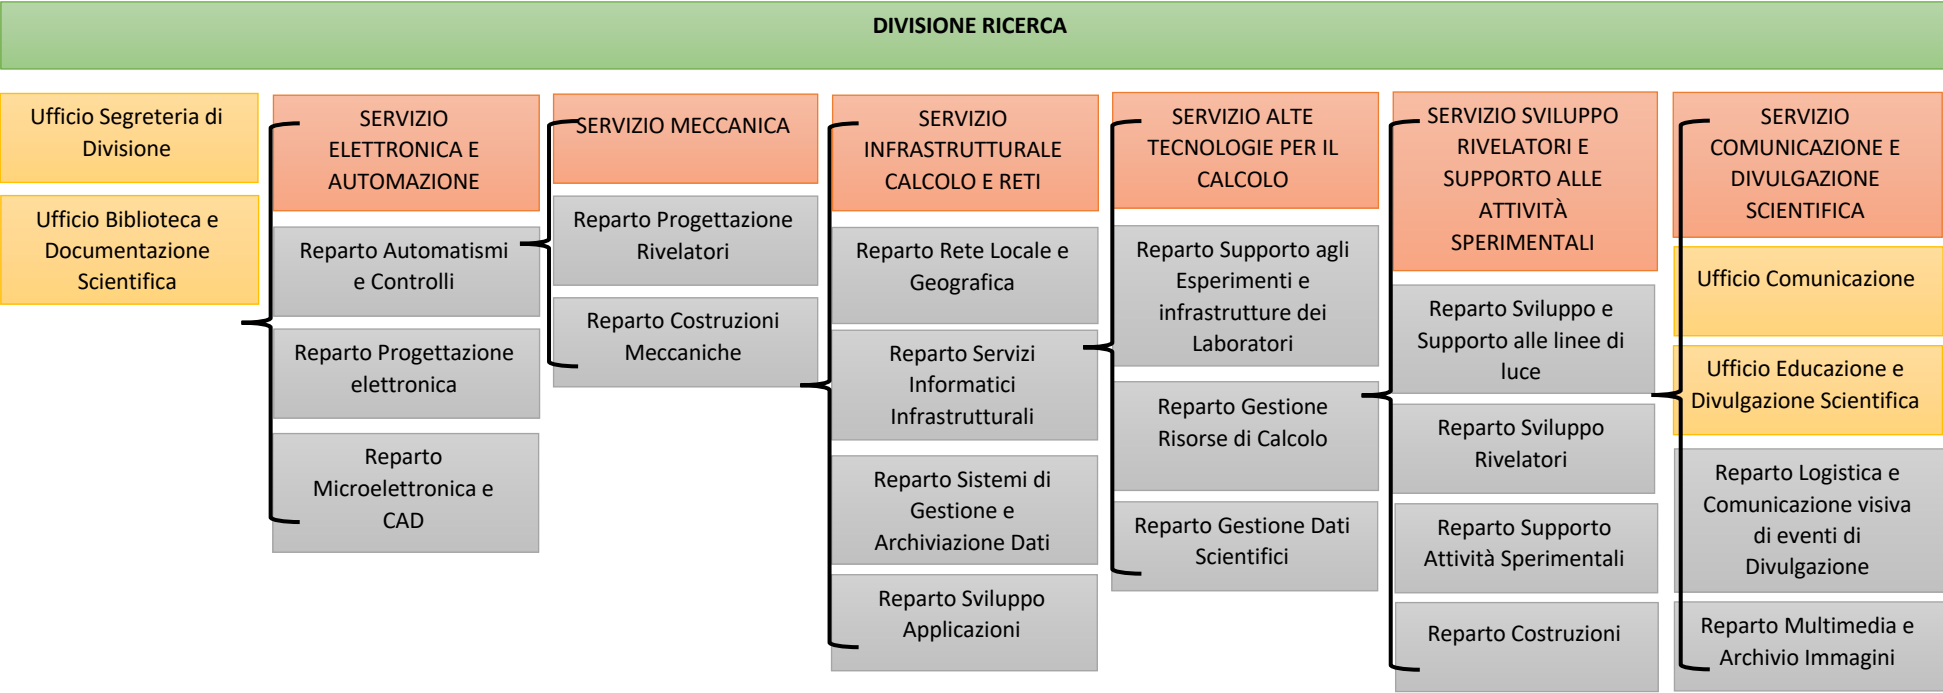 DIVISIONE RICERCA
Ufficio Segreteria di
Divisione
Ufficio Biblioteca e
Documentazione
Scientifica
SERVIZIO
ELETTRONICA E
AUTOMAZIONE
Reparto Automatismi
e Controlli
Reparto Progettazione
elettronica
Reparto
Microelettronica e
CAD
SERVIZIO MECCANICA
Reparto Progettazione
Rivelatori
Reparto Costruzioni
Meccaniche
SERVIZIO
INFRASTRUTTURALE
CALCOLO E RETI
Reparto Rete Locale e
Geografica
Reparto Servizi
Informatici
Infrastrutturali
Reparto Sistemi di
Gestione e
Archiviazione Dati
Reparto Sviluppo
Applicazioni
SERVIZIO ALTE
TECNOLOGIE PER IL
CALCOLO
Reparto Supporto agli
Esperimenti e
infrastrutture dei
Laboratori
Reparto Gestione
Risorse di Calcolo
Reparto Gestione Dati
Scientifici
SERVIZIO SVILUPPO
RIVELATORI E
SUPPORTO ALLE
ATTIVITÀ
SPERIMENTALI
Reparto Sviluppo e
Supporto alle linee di
luce
Reparto Sviluppo
Rivelatori
Reparto Supporto
Attività Sperimentali
Reparto Costruzioni
SERVIZIO
COMUNICAZIONE E
DIVULGAZIONE
SCIENTIFICA
Ufficio Comunicazione
Ufficio Educazione e
Divulgazione Scientifica
Reparto Logistica e
Comunicazione visiva
di eventi di
Divulgazione
Reparto Multimedia e
Archivio Immagini